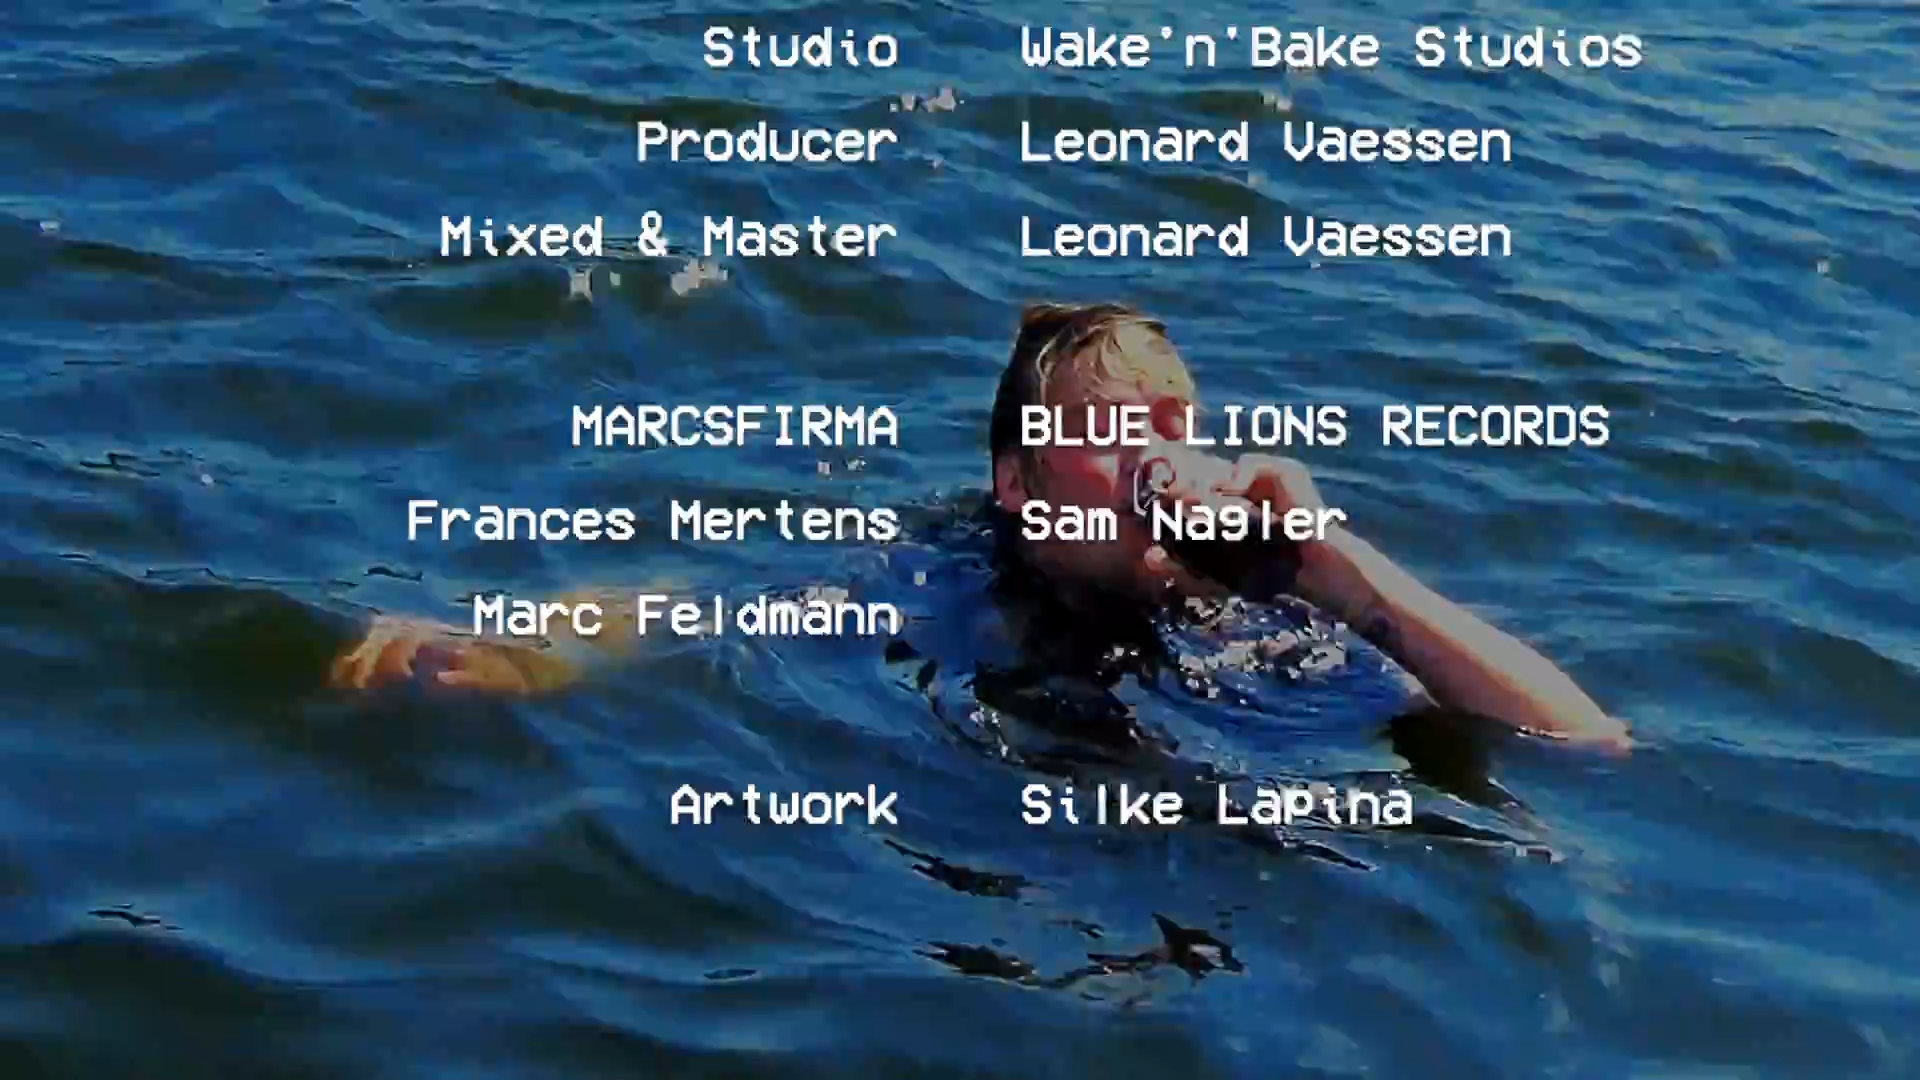 Studio Wake'n'Bake Studios
Producer Leonard Vaessen
Mixed & Master Leonard Vaessen
MARCSFIRMA BLUE LIONS RECORDS
Frances Mertens Sam Nagler
Marc Feldmann
Artwork Silke Lapina